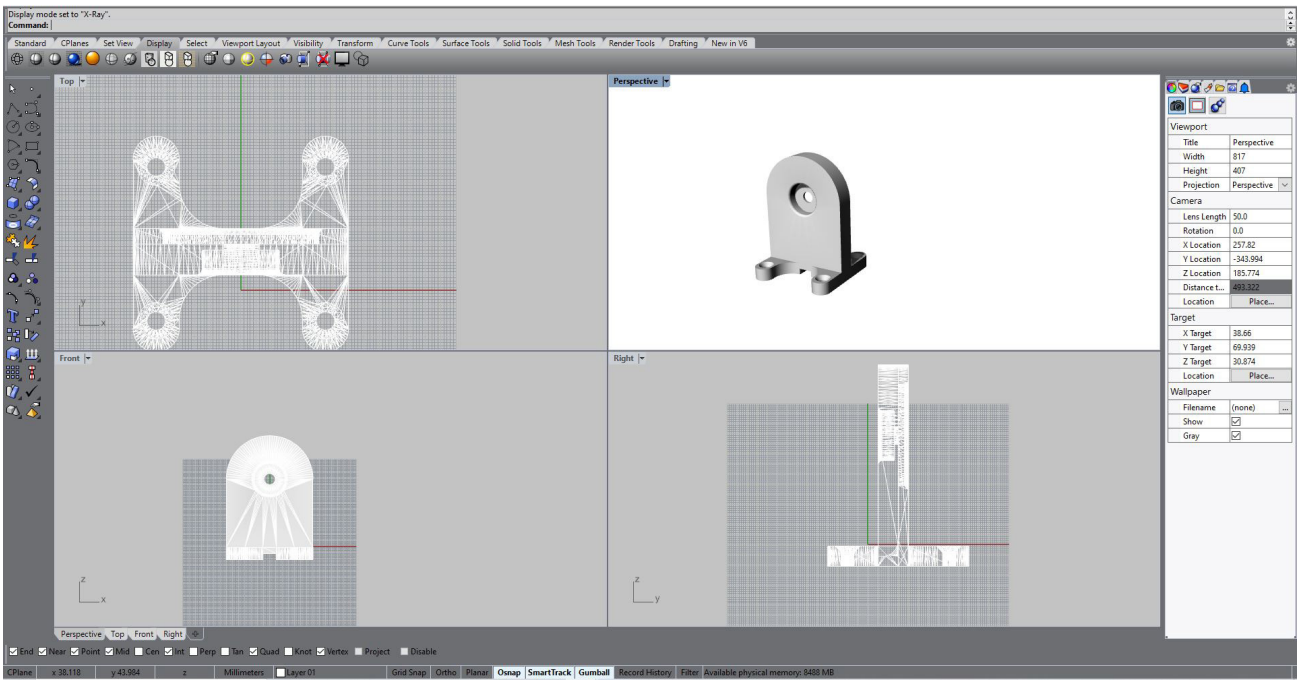 Display mode set to "X-Ray".
Command:
Standard CPlanes Set View Display Select Viewport Layout Visibility Transform Curve Tools Surface Tools Solid Tools Mesh Tools Render Tools Drafting New in V6
Top
y
x
Perspective
Front
z
x
Right
z
y
Viewport
Title Perspective
Width 817
Height 407
Projection Perspective
Camera
Lens Length 50.0
Rotation 0.0
X Location 257.82
Y Location -343.994
Z Location 185.774
Distance t... 493.322
Location Place...
Target
X Target 38.66
Y Target 69.939
Z Target 30.874
Location Place...
Wallpaper
Filename (none) ...
Show
Gray
Perspective Top Front Right
End Near Point Mid Cen Int Perp Tan Quad Knot Vertex Project Disable
CPlane x 38.118 y 43.984 z Millimeters Layer 01 Grid Snap Ortho Planar Osnap SmartTrack Gumball Record History Filter Available physical memory: 8488 MB